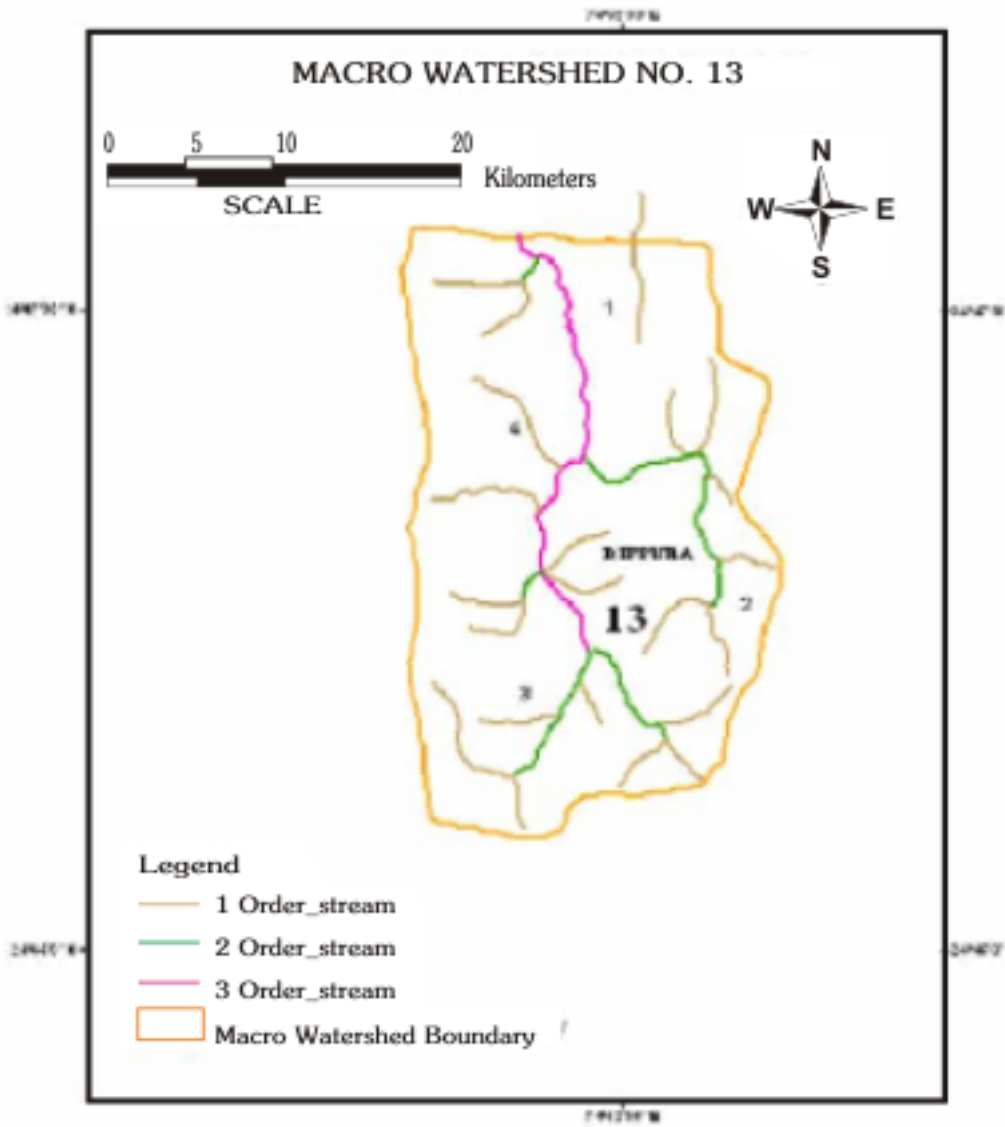 MACRO WATERSHED NO. 13
0 5 10 20
Kilometers
SCALE
N
W E
S
1
4
13
2
3
Legend
1 Order_stream
2 Order_stream
3 Order_stream
Macro Watershed Boundary